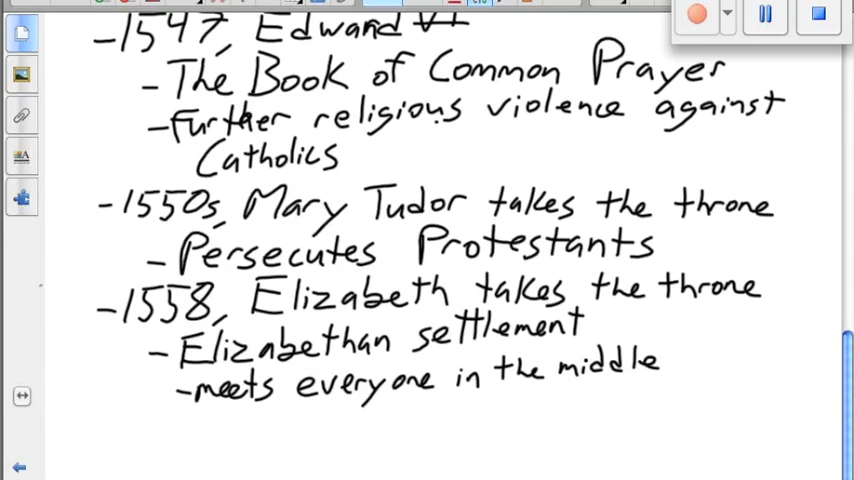 -1547, Edward VI
-The Book of Common Prayer
-Further religious violence against
Catholics
-1550s, Mary Tudor takes the throne
-Persecutes Protestants
-1558, Elizabeth takes the throne
-Elizabethan settlement
-meets everyone in the middle